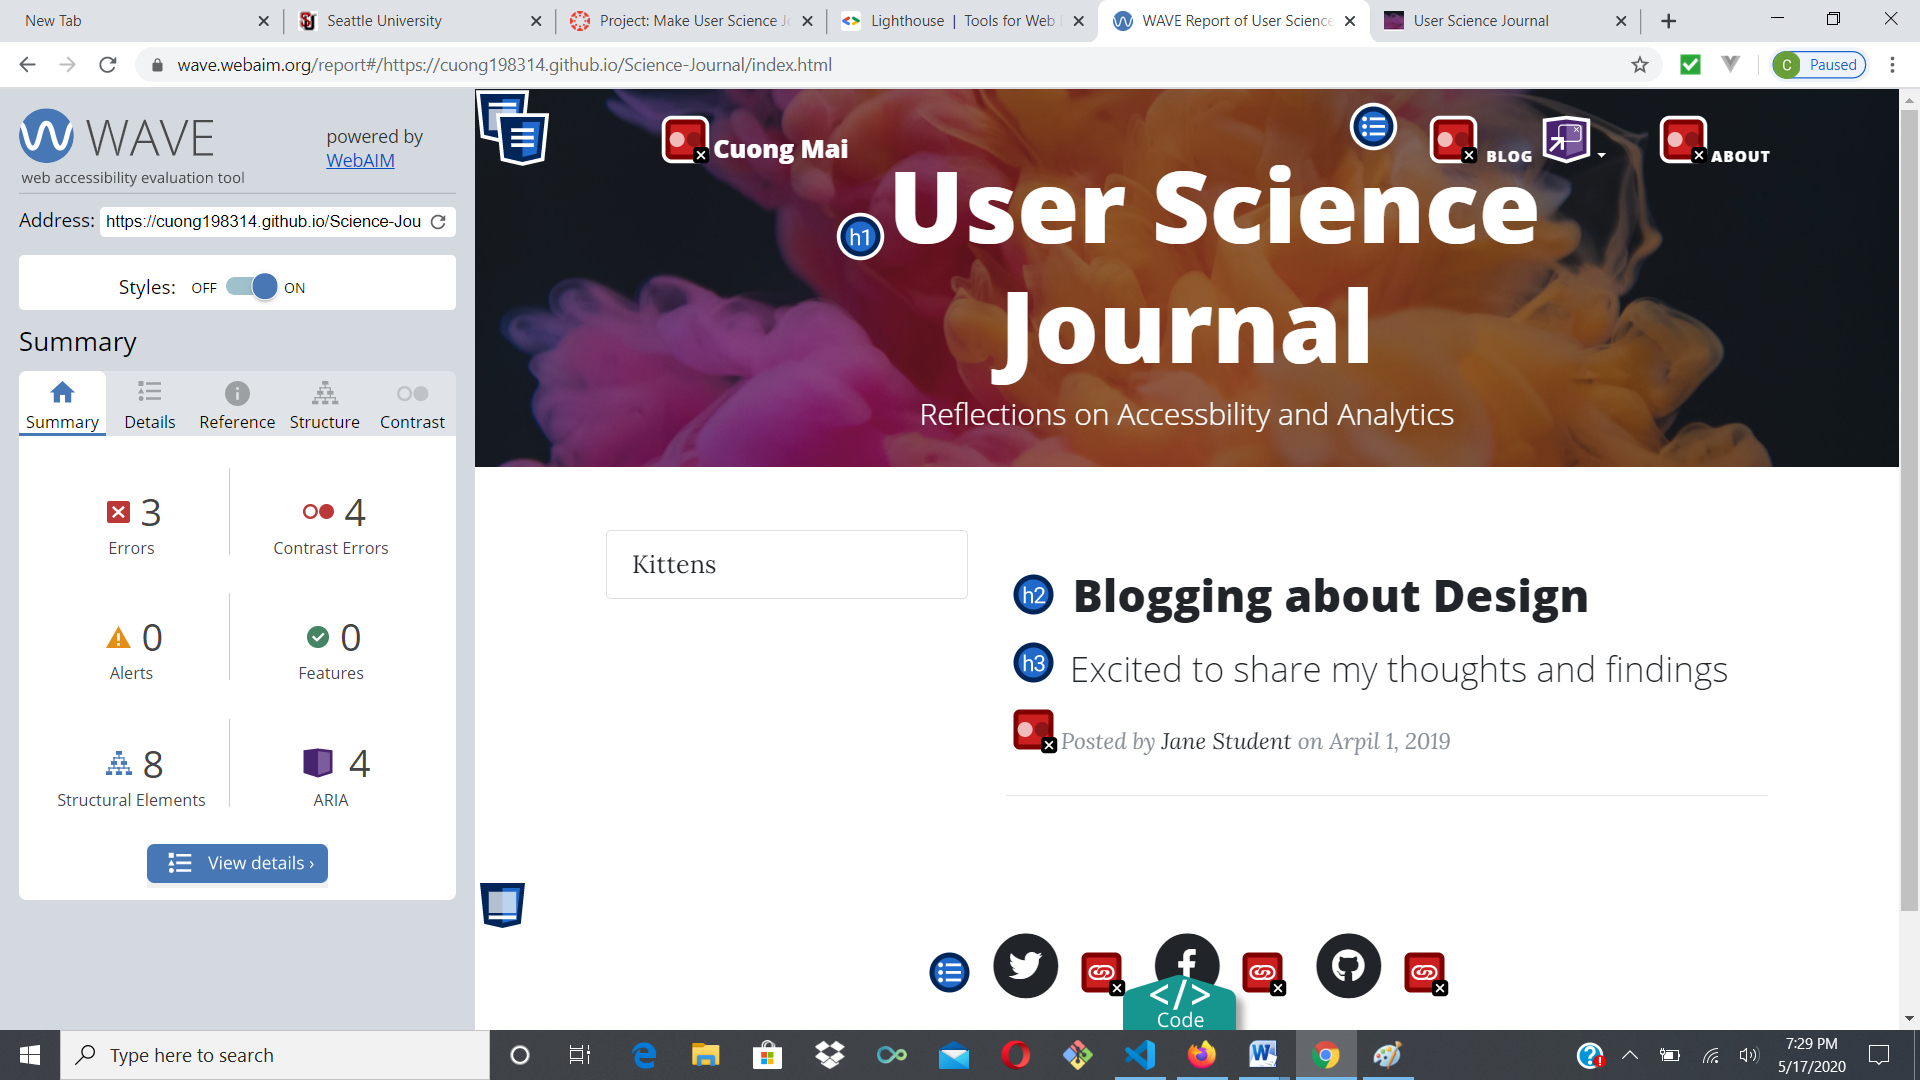 New Tab
Seattle University
Project: Make User Science Jo
Lighthouse | Tools for Web
WAVE Report of User Science
User Science Journal
wave.webaim.org/report#/https://cuong198314.github.io/Science-Journal/index.html
C Paused
WAVE
web accessibility evaluation tool
powered by
WebAIM
Address: https://cuong198314.github.io/Science-Jou
Styles: OFF ON
Summary
Summary Details Reference Structure Contrast
3
Errors
4
Contrast Errors
0
Alerts
0
Features
8
Structural Elements
4
ARIA
View details ›
Cuong Mai
BLOG
ABOUT
h1
User Science
Journal
Reflections on Accessbility and Analytics
Kittens
h2 Blogging about Design
h3 Excited to share my thoughts and findings
Posted by Jane Student on Arpil 1, 2019
</>
Code
Type here to search
7:29 PM
5/17/2020